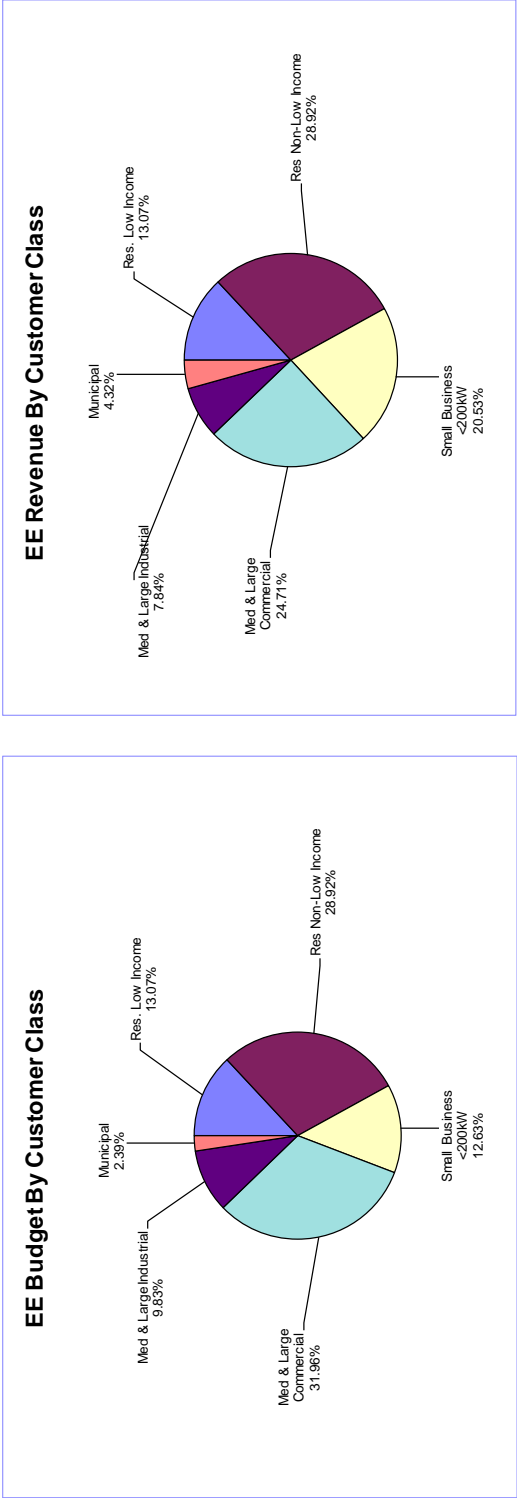 EE Budget By Customer Class
Res. Low Income
13.07%
Res Non-Low Income
28.92%
Small Business
<200kW
12.63%
Med & Large
Commercial
31.96%
Med & Large Industrial
9.83%
Municipal
2.39%
EE Revenue By Customer Class
Res. Low Income
13.07%
Res Non-Low Income
28.92%
Small Business
<200kW
20.53%
Med & Large
Commercial
24.71%
Med & Large Industrial
7.84%
Municipal
4.32%